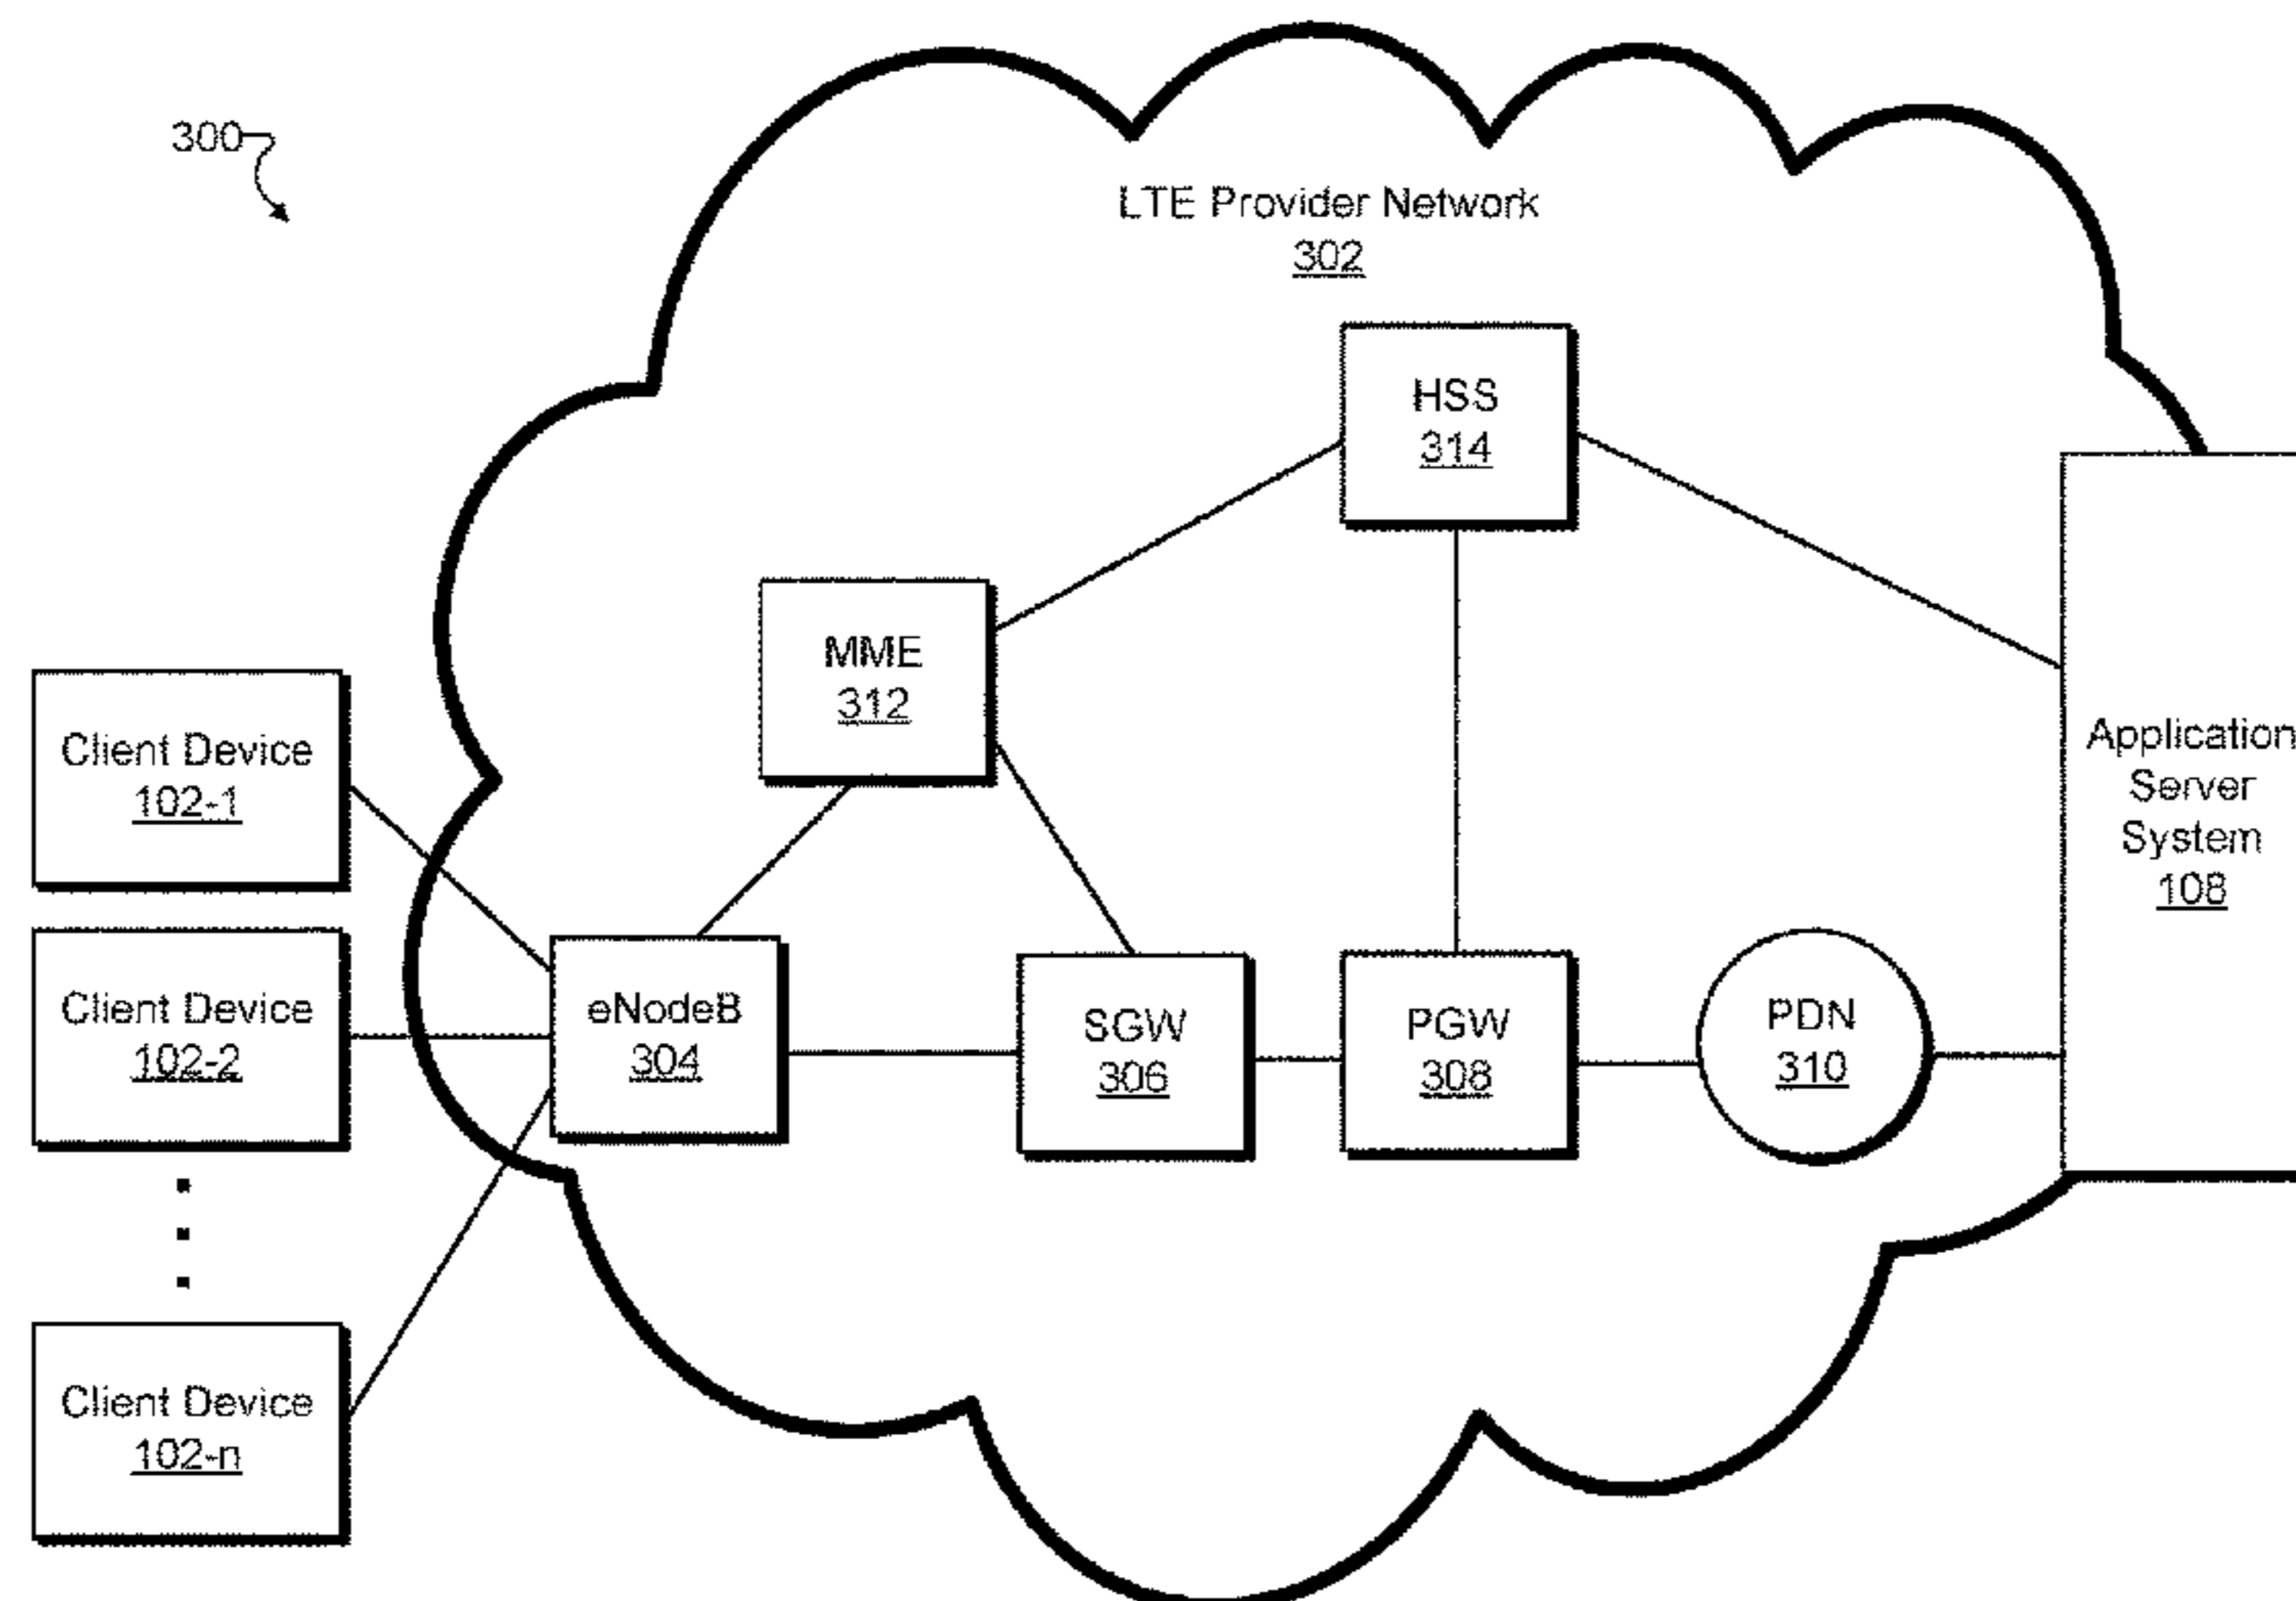 300
LTE Provider Network
302
HSS
314
MME
312
Client Device
102-1
Application
Server
System
108
Client Device
102-2
eNodeB
304
SGW
306
PGW
308
PDN
310
Client Device
102-n